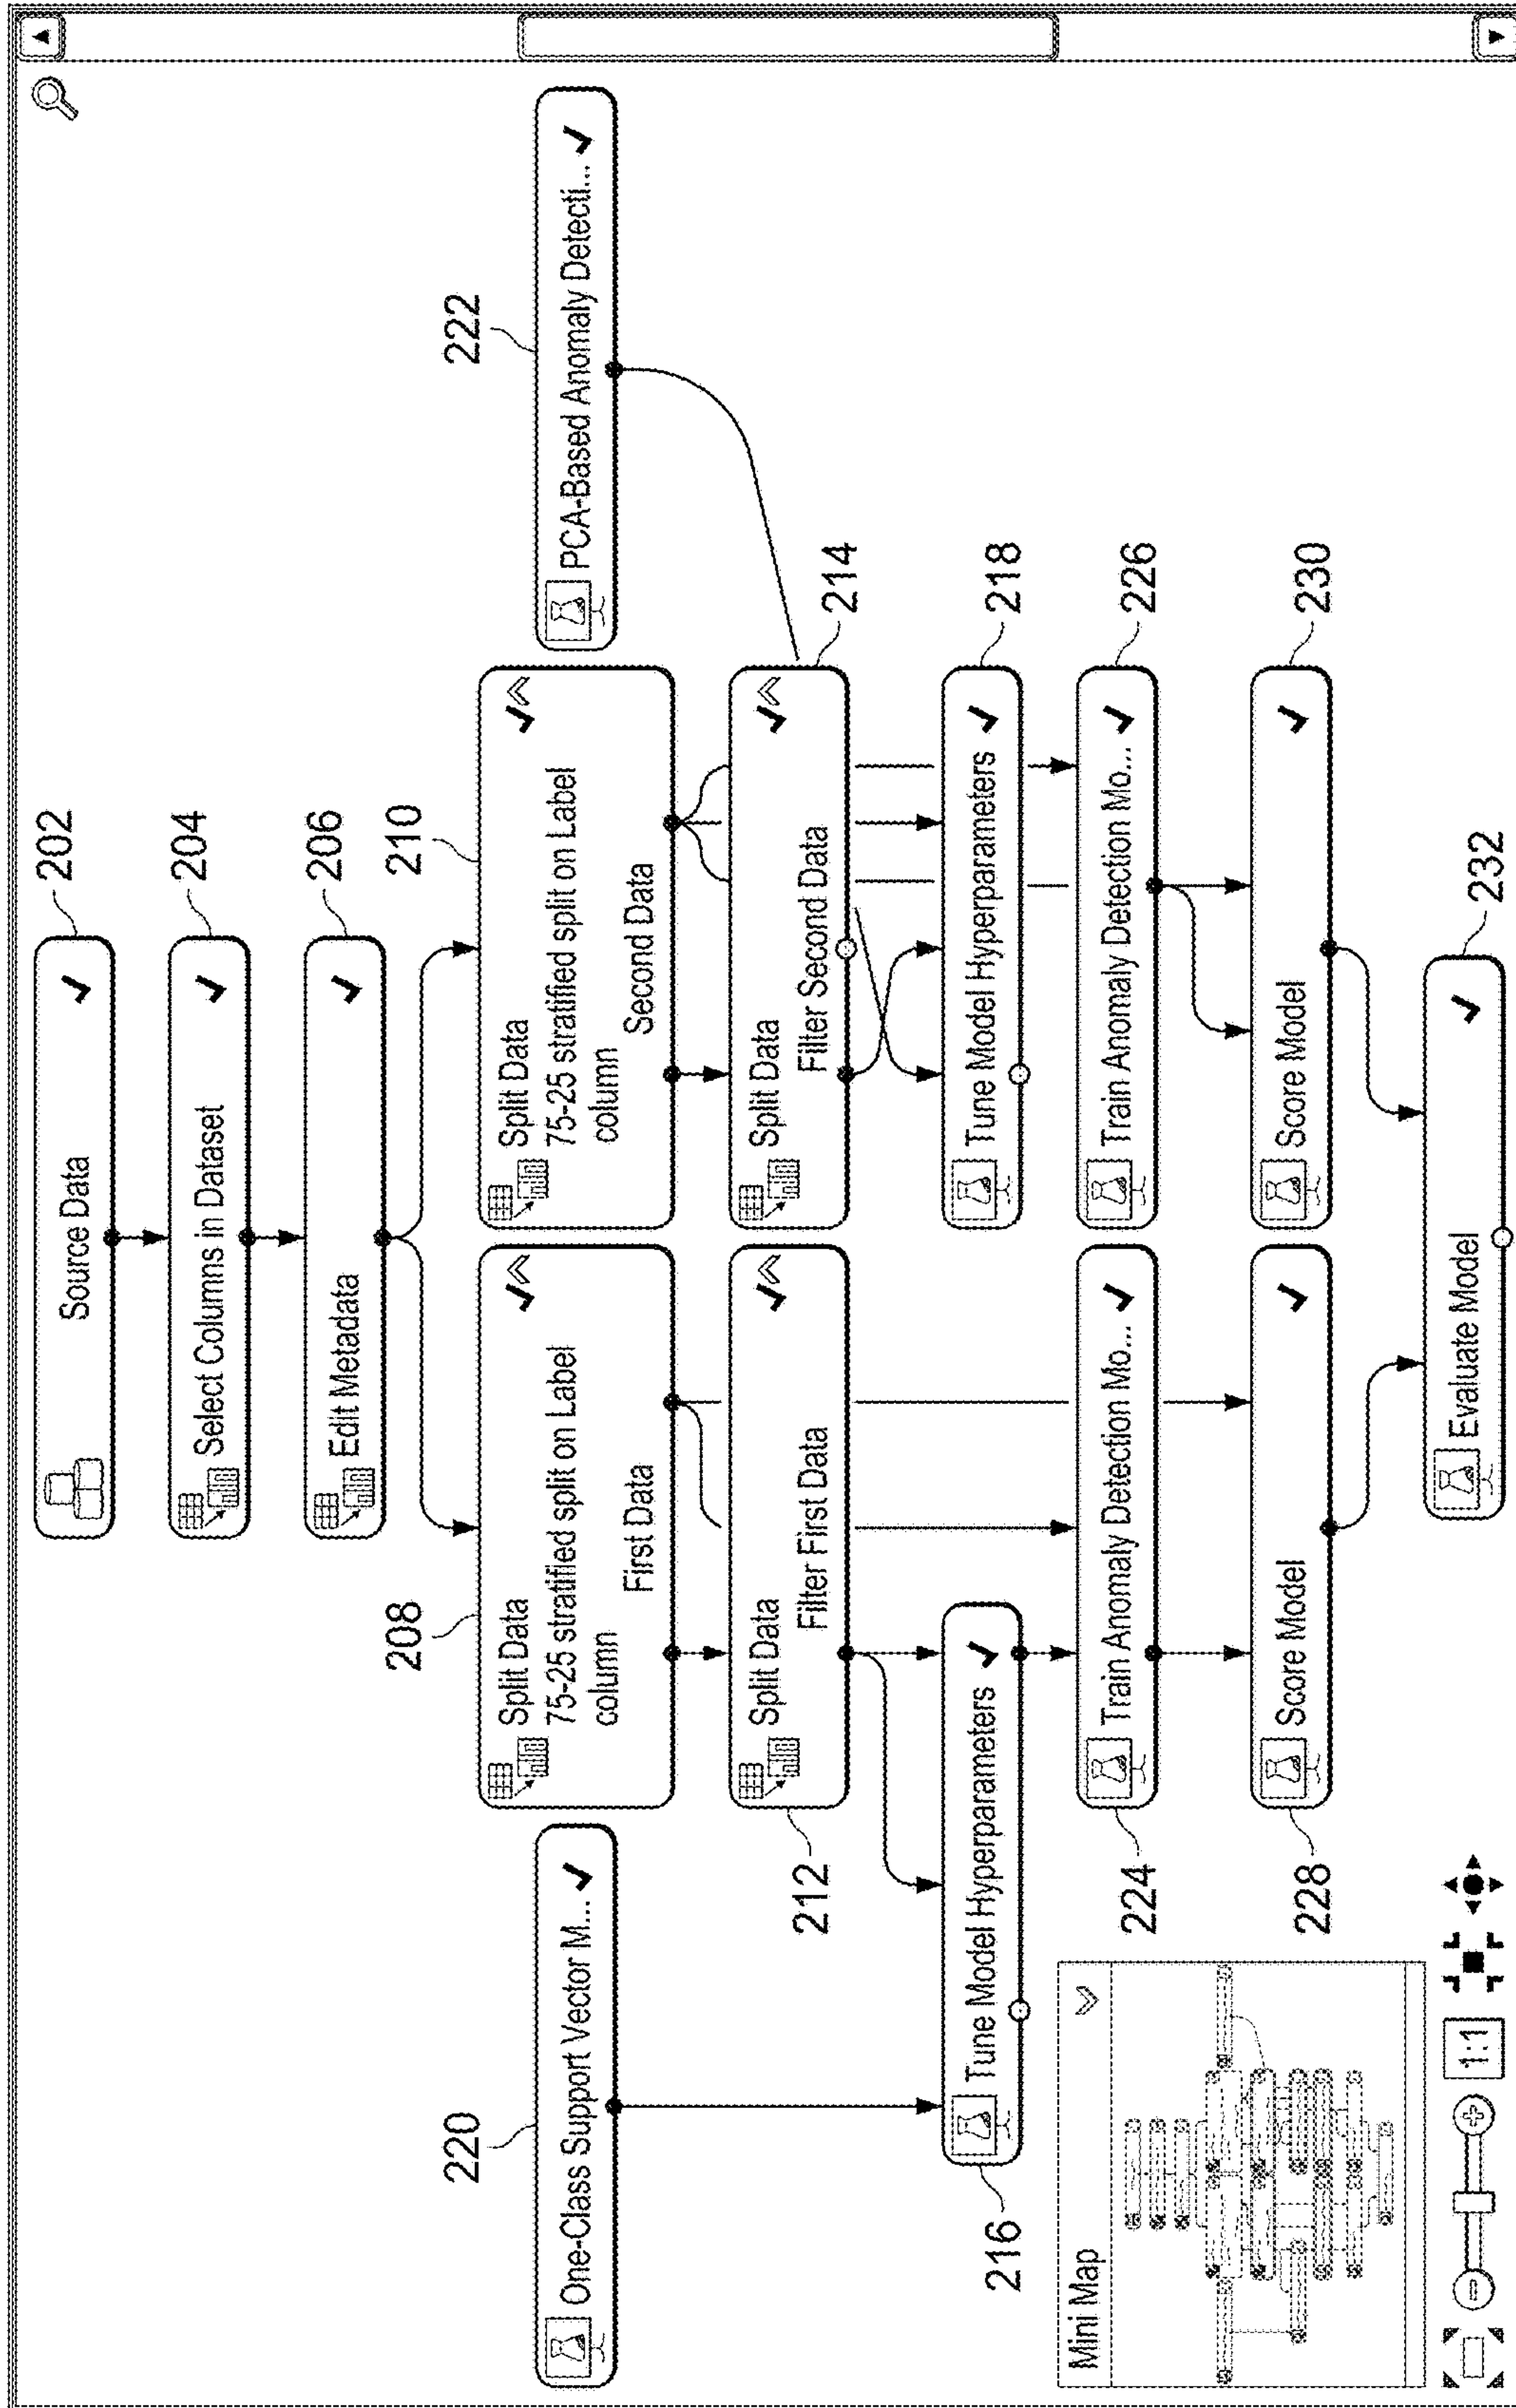 202
Source Data
204
Select Columns in Dataset
206
Edit Metadata
208
210
Split Data
75-25 stratified split on Label
column
First Data
Split Data
75-25 stratified split on Label
column
Second Data
220
One-Class Support Vector M...
222
PCA-Based Anomaly Detecti...
212
Split Data
Filter First Data
214
Split Data
Filter Second Data
216
Tune Model Hyperparameters
218
Tune Model Hyperparameters
224
Train Anomaly Detection Mo...
226
Train Anomaly Detection Mo...
228
Score Model
230
Score Model
232
Evaluate Model
Mini Map
1:1